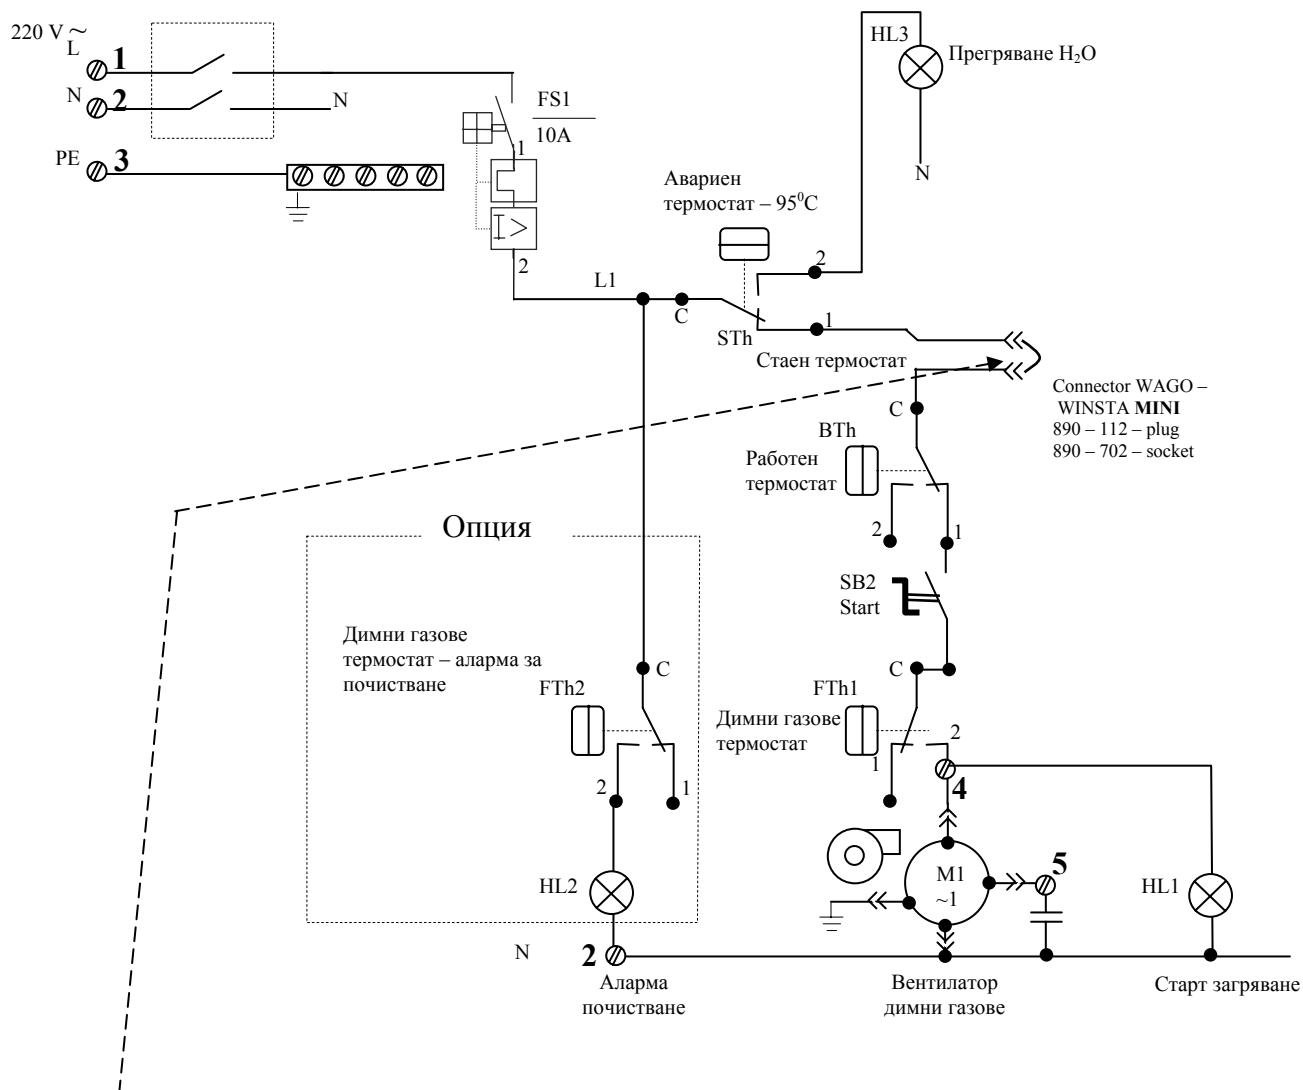 220 V ~
L
1
N
2
N
PE
3
FS1
10A
1
2
HL3
Прегряване H₂O
N
Авариен
термостат – 95⁰C
2
L1
C
1
STh
Стаен термостат
Connector WAGO –
WINSTA MINI
890 – 112 – plug
890 – 702 – socket
C
BTh
Работен
термостат
2
1
Опция
SB2
Start
Димни газове
термостат – аларма за
почистване
C
FTh2
2
1
C
FTh1
Димни газове
термостат
2
1
4
M1
~1
5
HL2
HL1
N
2
Аларма
почистване
Вентилатор
димни газове
Старт загряване